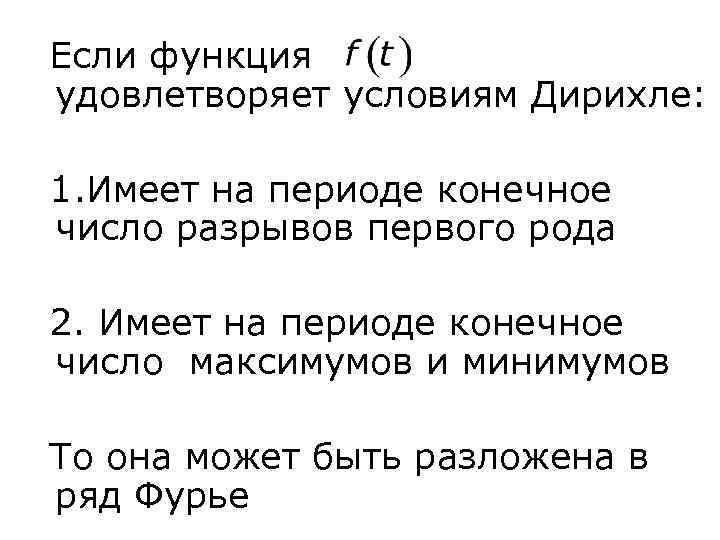 Если функция f(t)
удовлетворяет условиям Дирихле:
1.Имеет на периоде конечное
число разрывов первого рода
2. Имеет на периоде конечное
число максимумов и минимумов
То она может быть разложена в
ряд Фурье